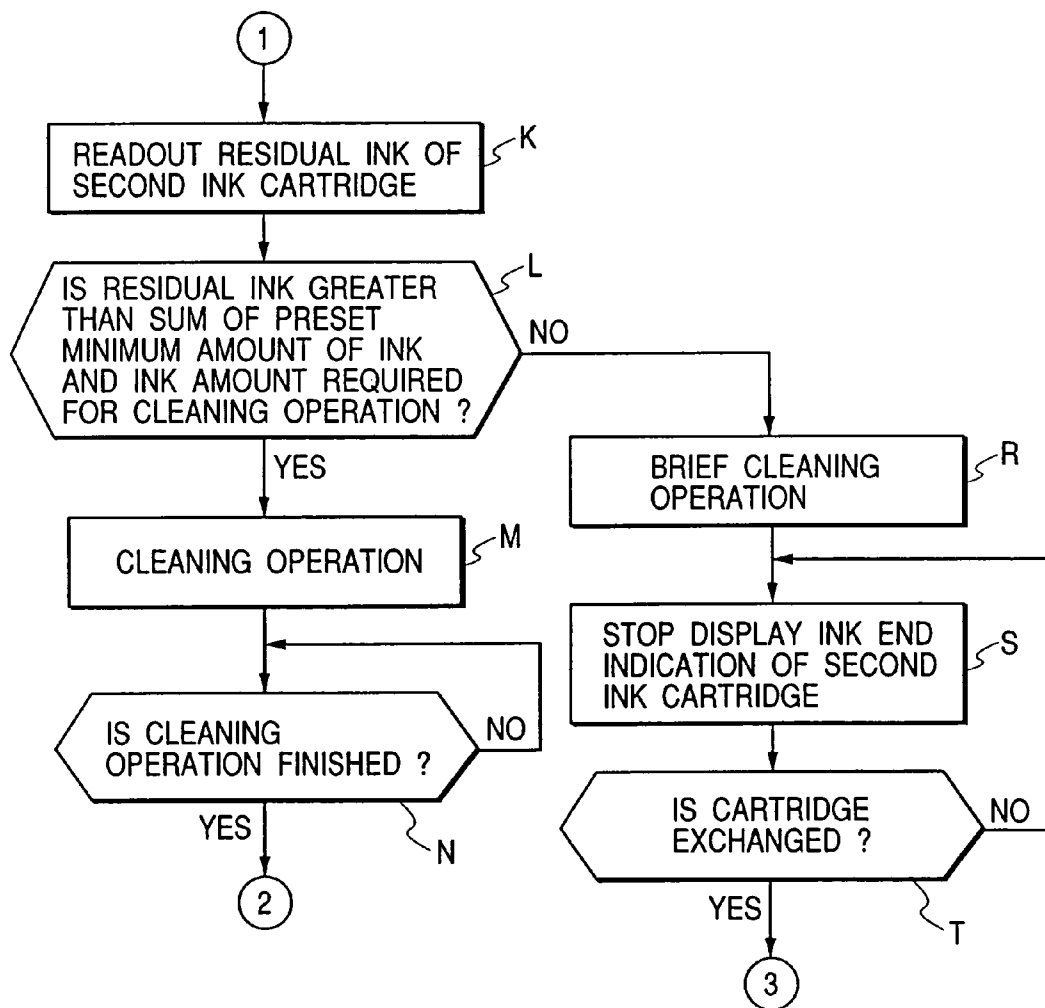 1
READOUT RESIDUAL INK OF
SECOND INK CARTRIDGE
K
IS RESIDUAL INK GREATER
THAN SUM OF PRESET
MINIMUM AMOUNT OF INK
AND INK AMOUNT REQUIRED
FOR CLEANING OPERATION ?
L
NO
YES
CLEANING OPERATION
M
IS CLEANING
OPERATION FINISHED ?
NO
N
YES
2
BRIEF CLEANING
OPERATION
R
STOP DISPLAY INK END
INDICATION OF SECOND
INK CARTRIDGE
S
IS CARTRIDGE
EXCHANGED ?
NO
T
YES
3